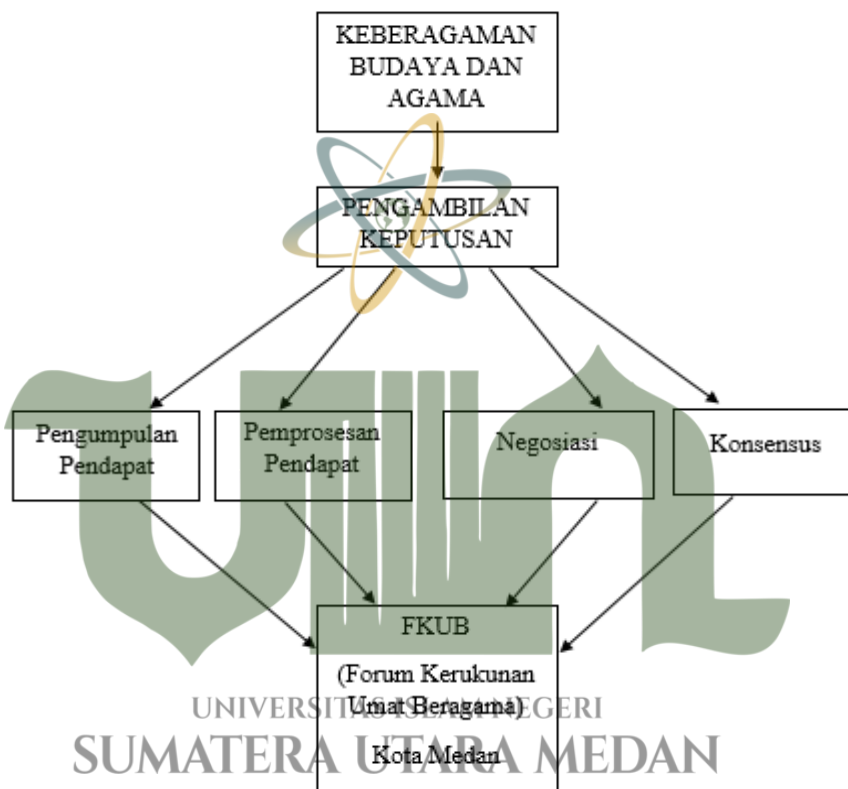 KEBERAGAMAN
BUDAYA DAN
AGAMA
PENGAMBILAN
KEPUTUSAN
Pengumpulan
Pendapat
Pemprosesan
Pendapat
Negosiasi
Konsensus
FKUB
(Forum Kerukunan
Umat Beragama)
Kota Medan
UNIVERSITAS ISLAM NEGERI
SUMATERA UTARA MEDAN